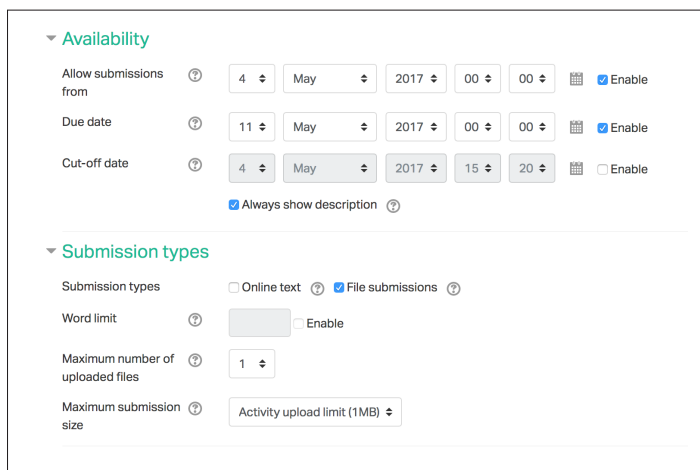 Availability
Allow submissions from
4 May 2017 00 00 Enable
Due date 11 May 2017 00 00 Enable
Cut-off date 4 May 2017 15 20 Enable
Always show description
Submission types
Submission types Online text File submissions
Word limit Enable
Maximum number of uploaded files
1
Maximum submission size
Activity upload limit (1MB)